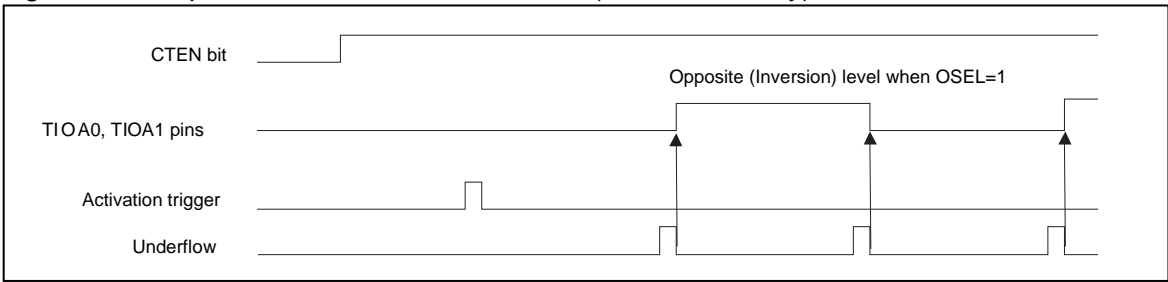 CTEN bit
Opposite (Inversion) level when OSEL=1
TIOA0, TIOA1 pins
Activation trigger
Underflow